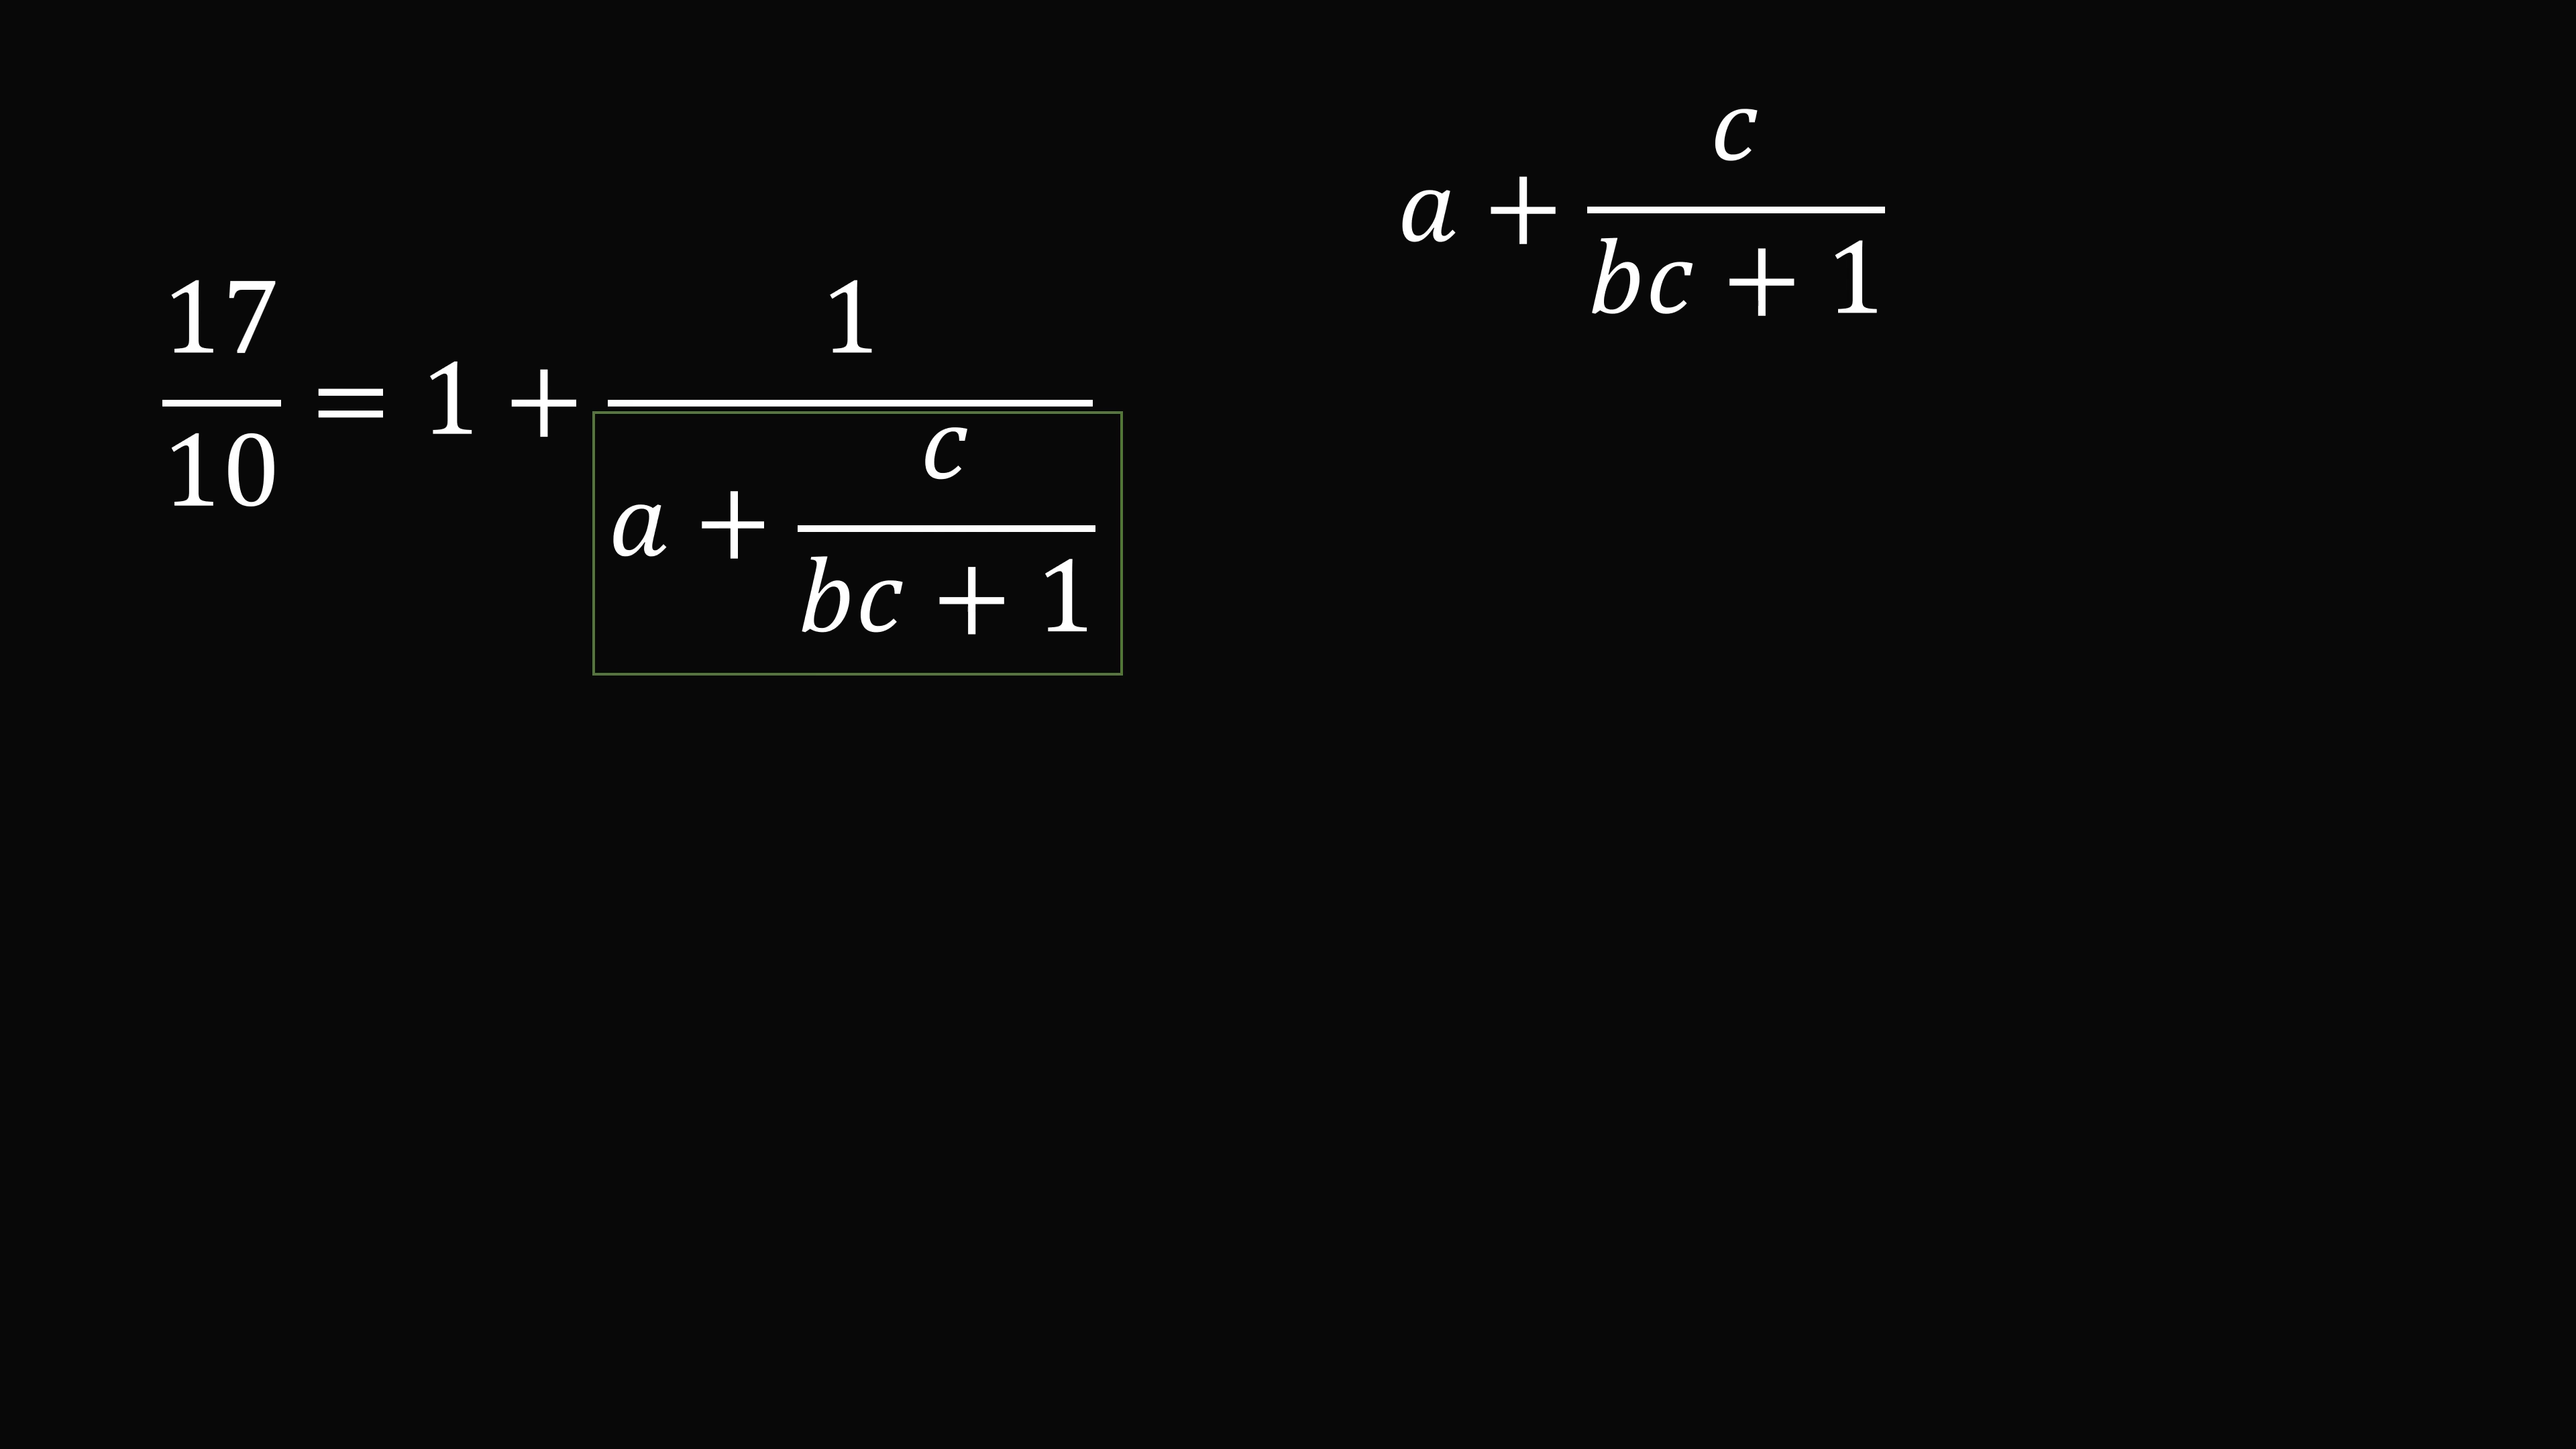 17/10 = 1 + 1/(a + c/(bc + 1))
a + c/(bc + 1)